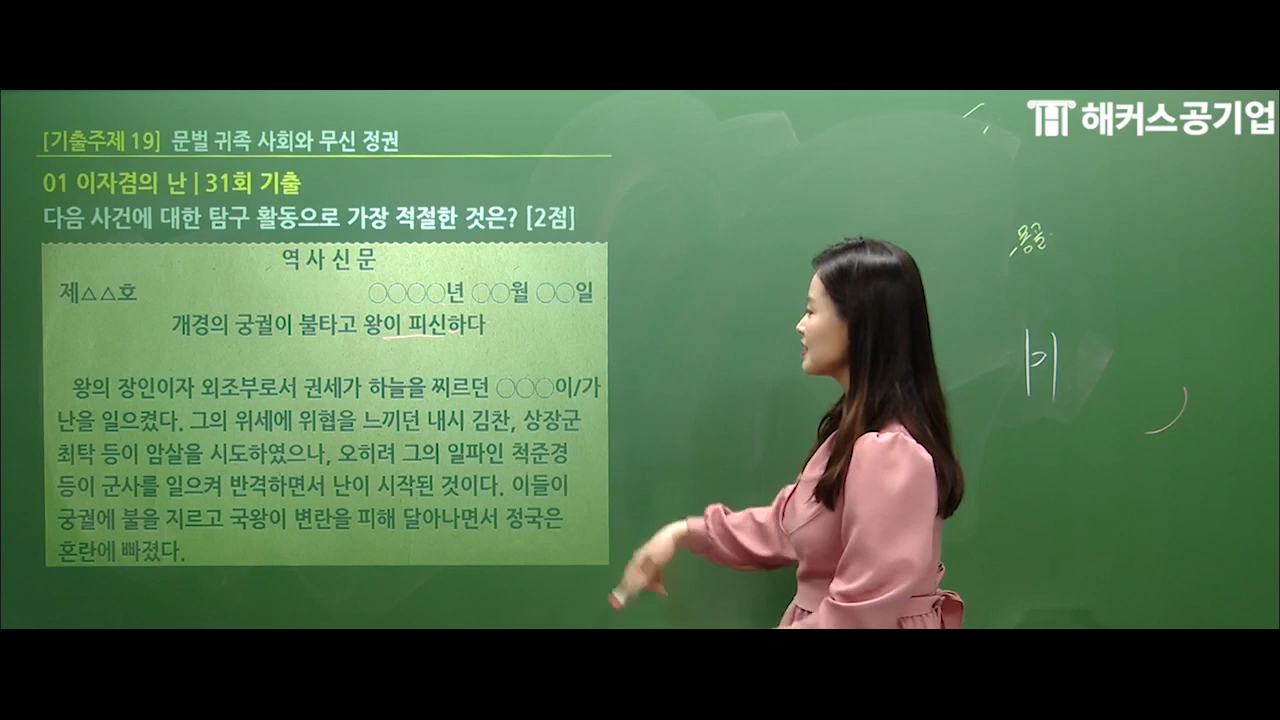 해커스공기업
[기출주제 19] 문벌 귀족 사회와 무신 정권
01 이자겸의 난 | 31회 기출
다음 사건에 대한 탐구 활동으로 가장 적절한 것은? [2점]
역 사 신 문
제△△호 ○○○○년 ○○월 ○○일
개경의 궁궐이 불타고 왕이 피신하다
왕의 장인이자 외조부로서 권세가 하늘을 찌르던 ○○○이/가
난을 일으켰다. 그의 위세에 위협을 느끼던 내시 김찬, 상장군
최탁 등이 암살을 시도하였으나, 오히려 그의 일파인 척준경
등이 군사를 일으켜 반격하면서 난이 시작된 것이다. 이들이
궁궐에 불을 지르고 국왕이 변란을 피해 달아나면서 정국은
혼란에 빠졌다.
몽골